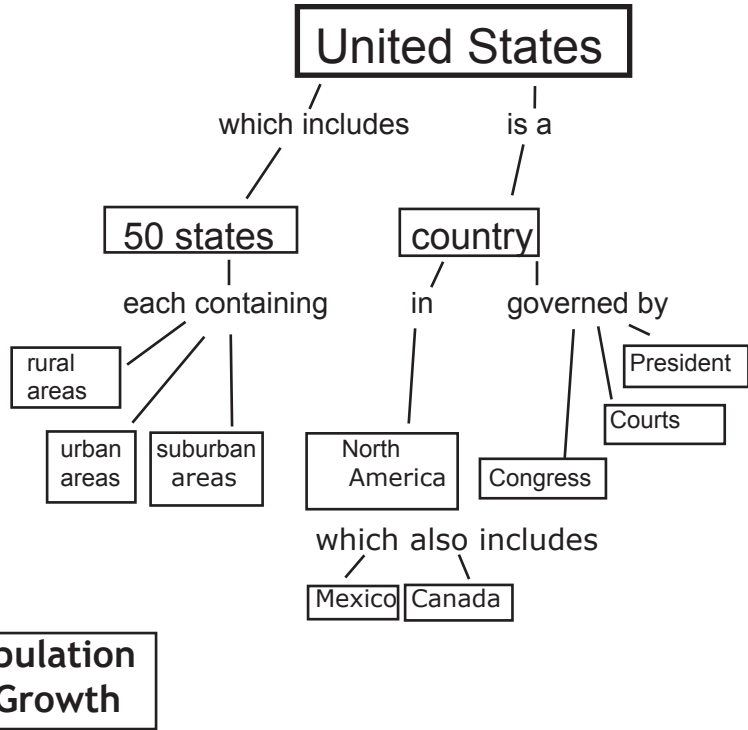 United States
which includes
is a
50 states
country
each containing
in
governed by
rural
areas
President
Courts
urban
areas
suburban
areas
North
America
Congress
which also includes
Mexico
Canada
Growth